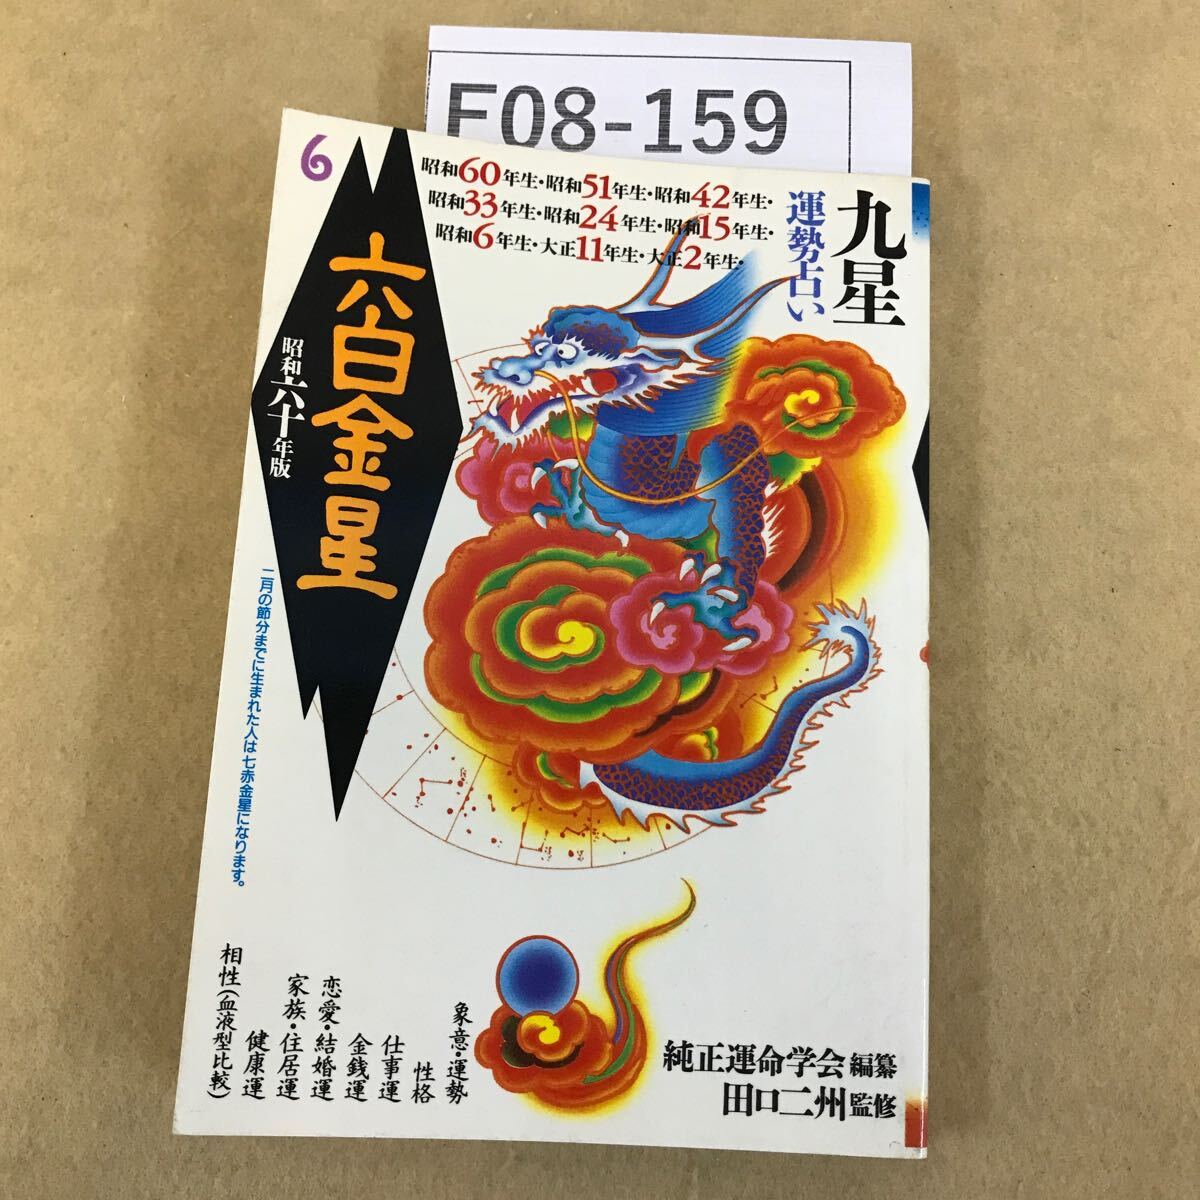 F08-159
6
昭和60年生・昭和51年生・昭和42年生・
昭和33年生・昭和24年生・昭和15年生・
昭和6年生・大正11年生・大正2年生・
九星
運勢占い
六白金星
昭和六十年版
二月の節分までに生まれた人は七赤金星になります。
象意・運勢
性格
仕事運
金銭運
恋愛・結婚運
家族・住居運
健康運
相性(血液型比較)
純正運命学会編纂
田口二州監修